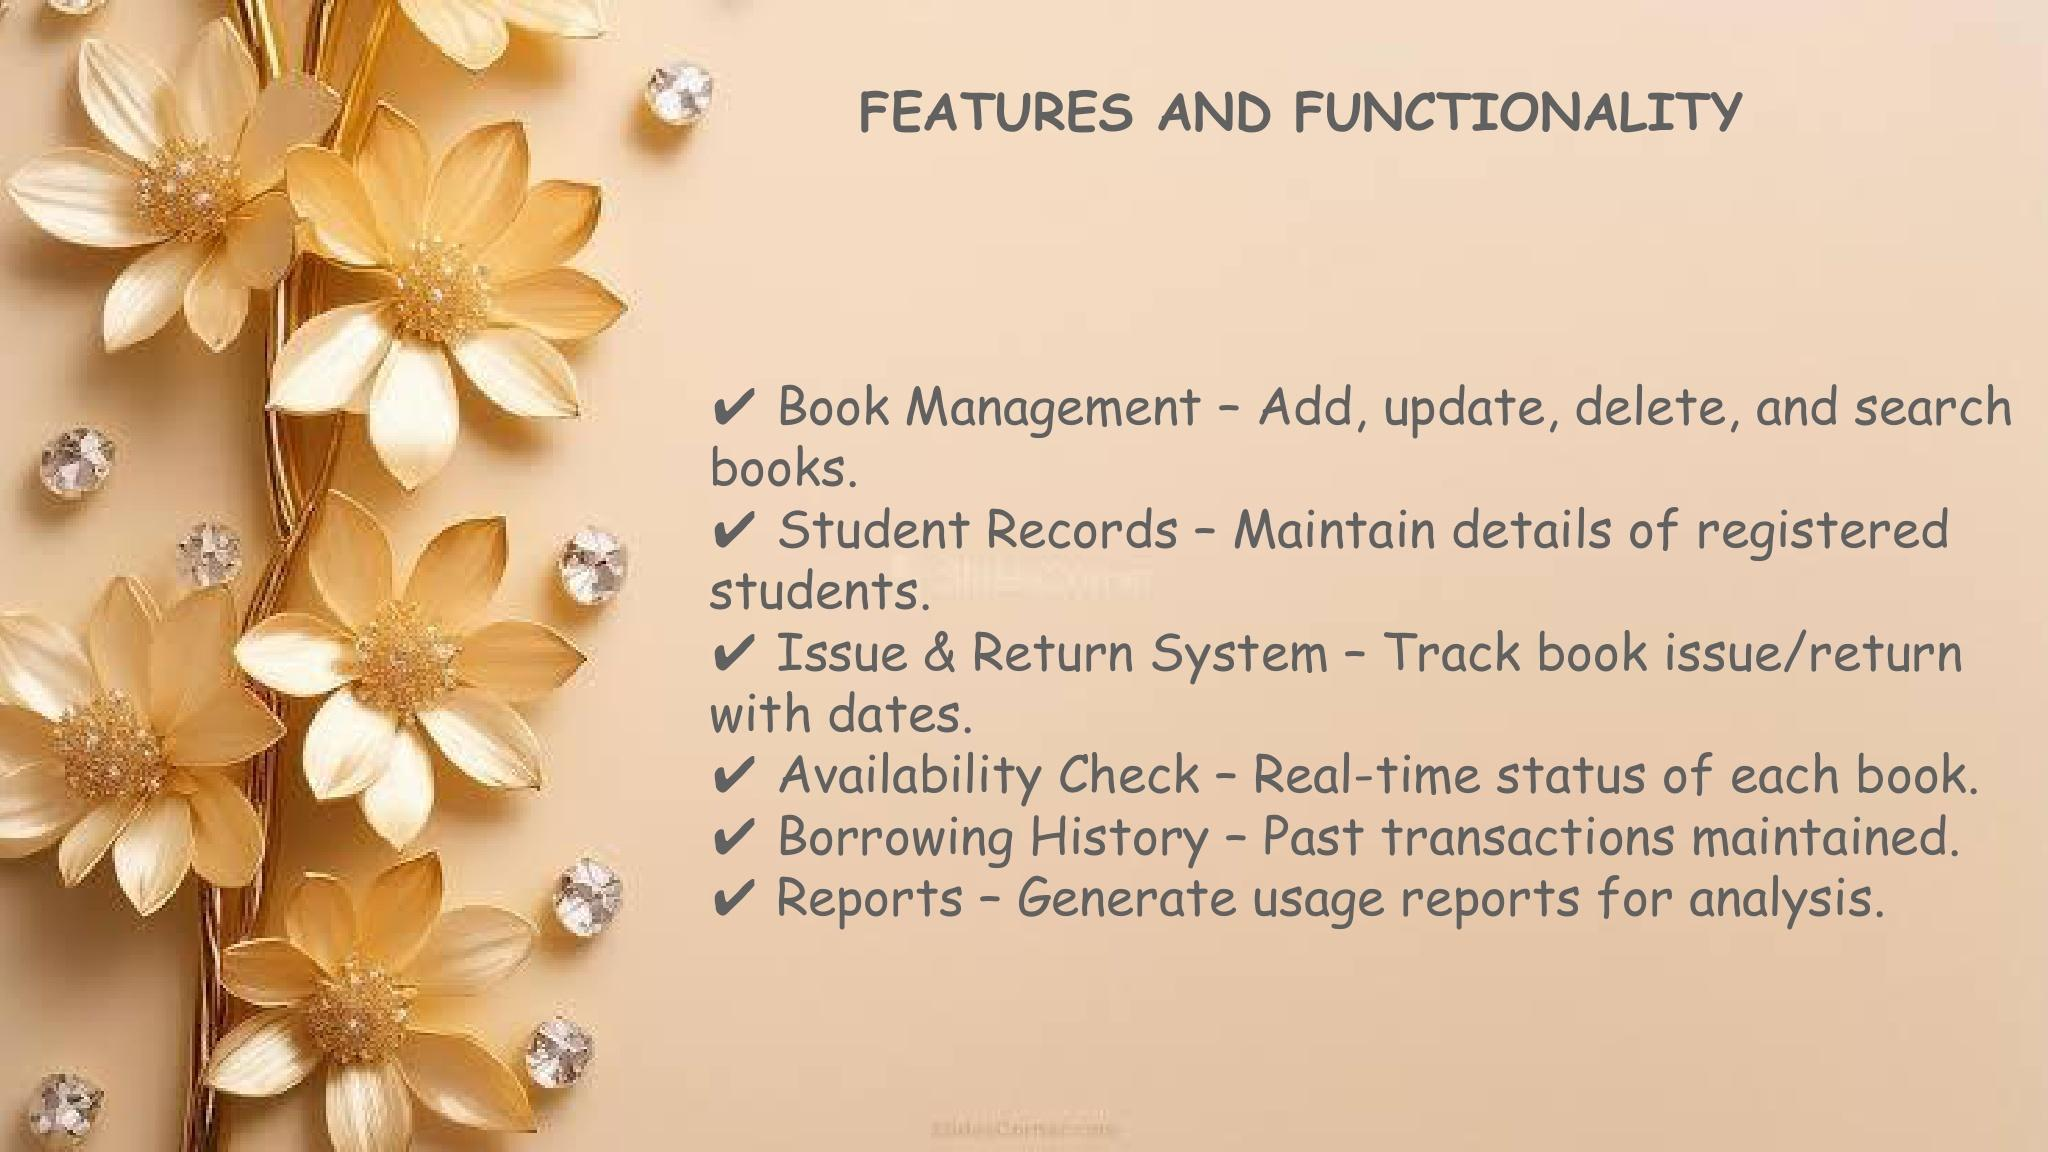 FEATURES AND FUNCTIONALITY
✔ Book Management – Add, update, delete, and search
books.
✔ Student Records – Maintain details of registered
students.
✔ Issue & Return System – Track book issue/return
with dates.
✔ Availability Check – Real-time status of each book.
✔ Borrowing History – Past transactions maintained.
✔ Reports – Generate usage reports for analysis.